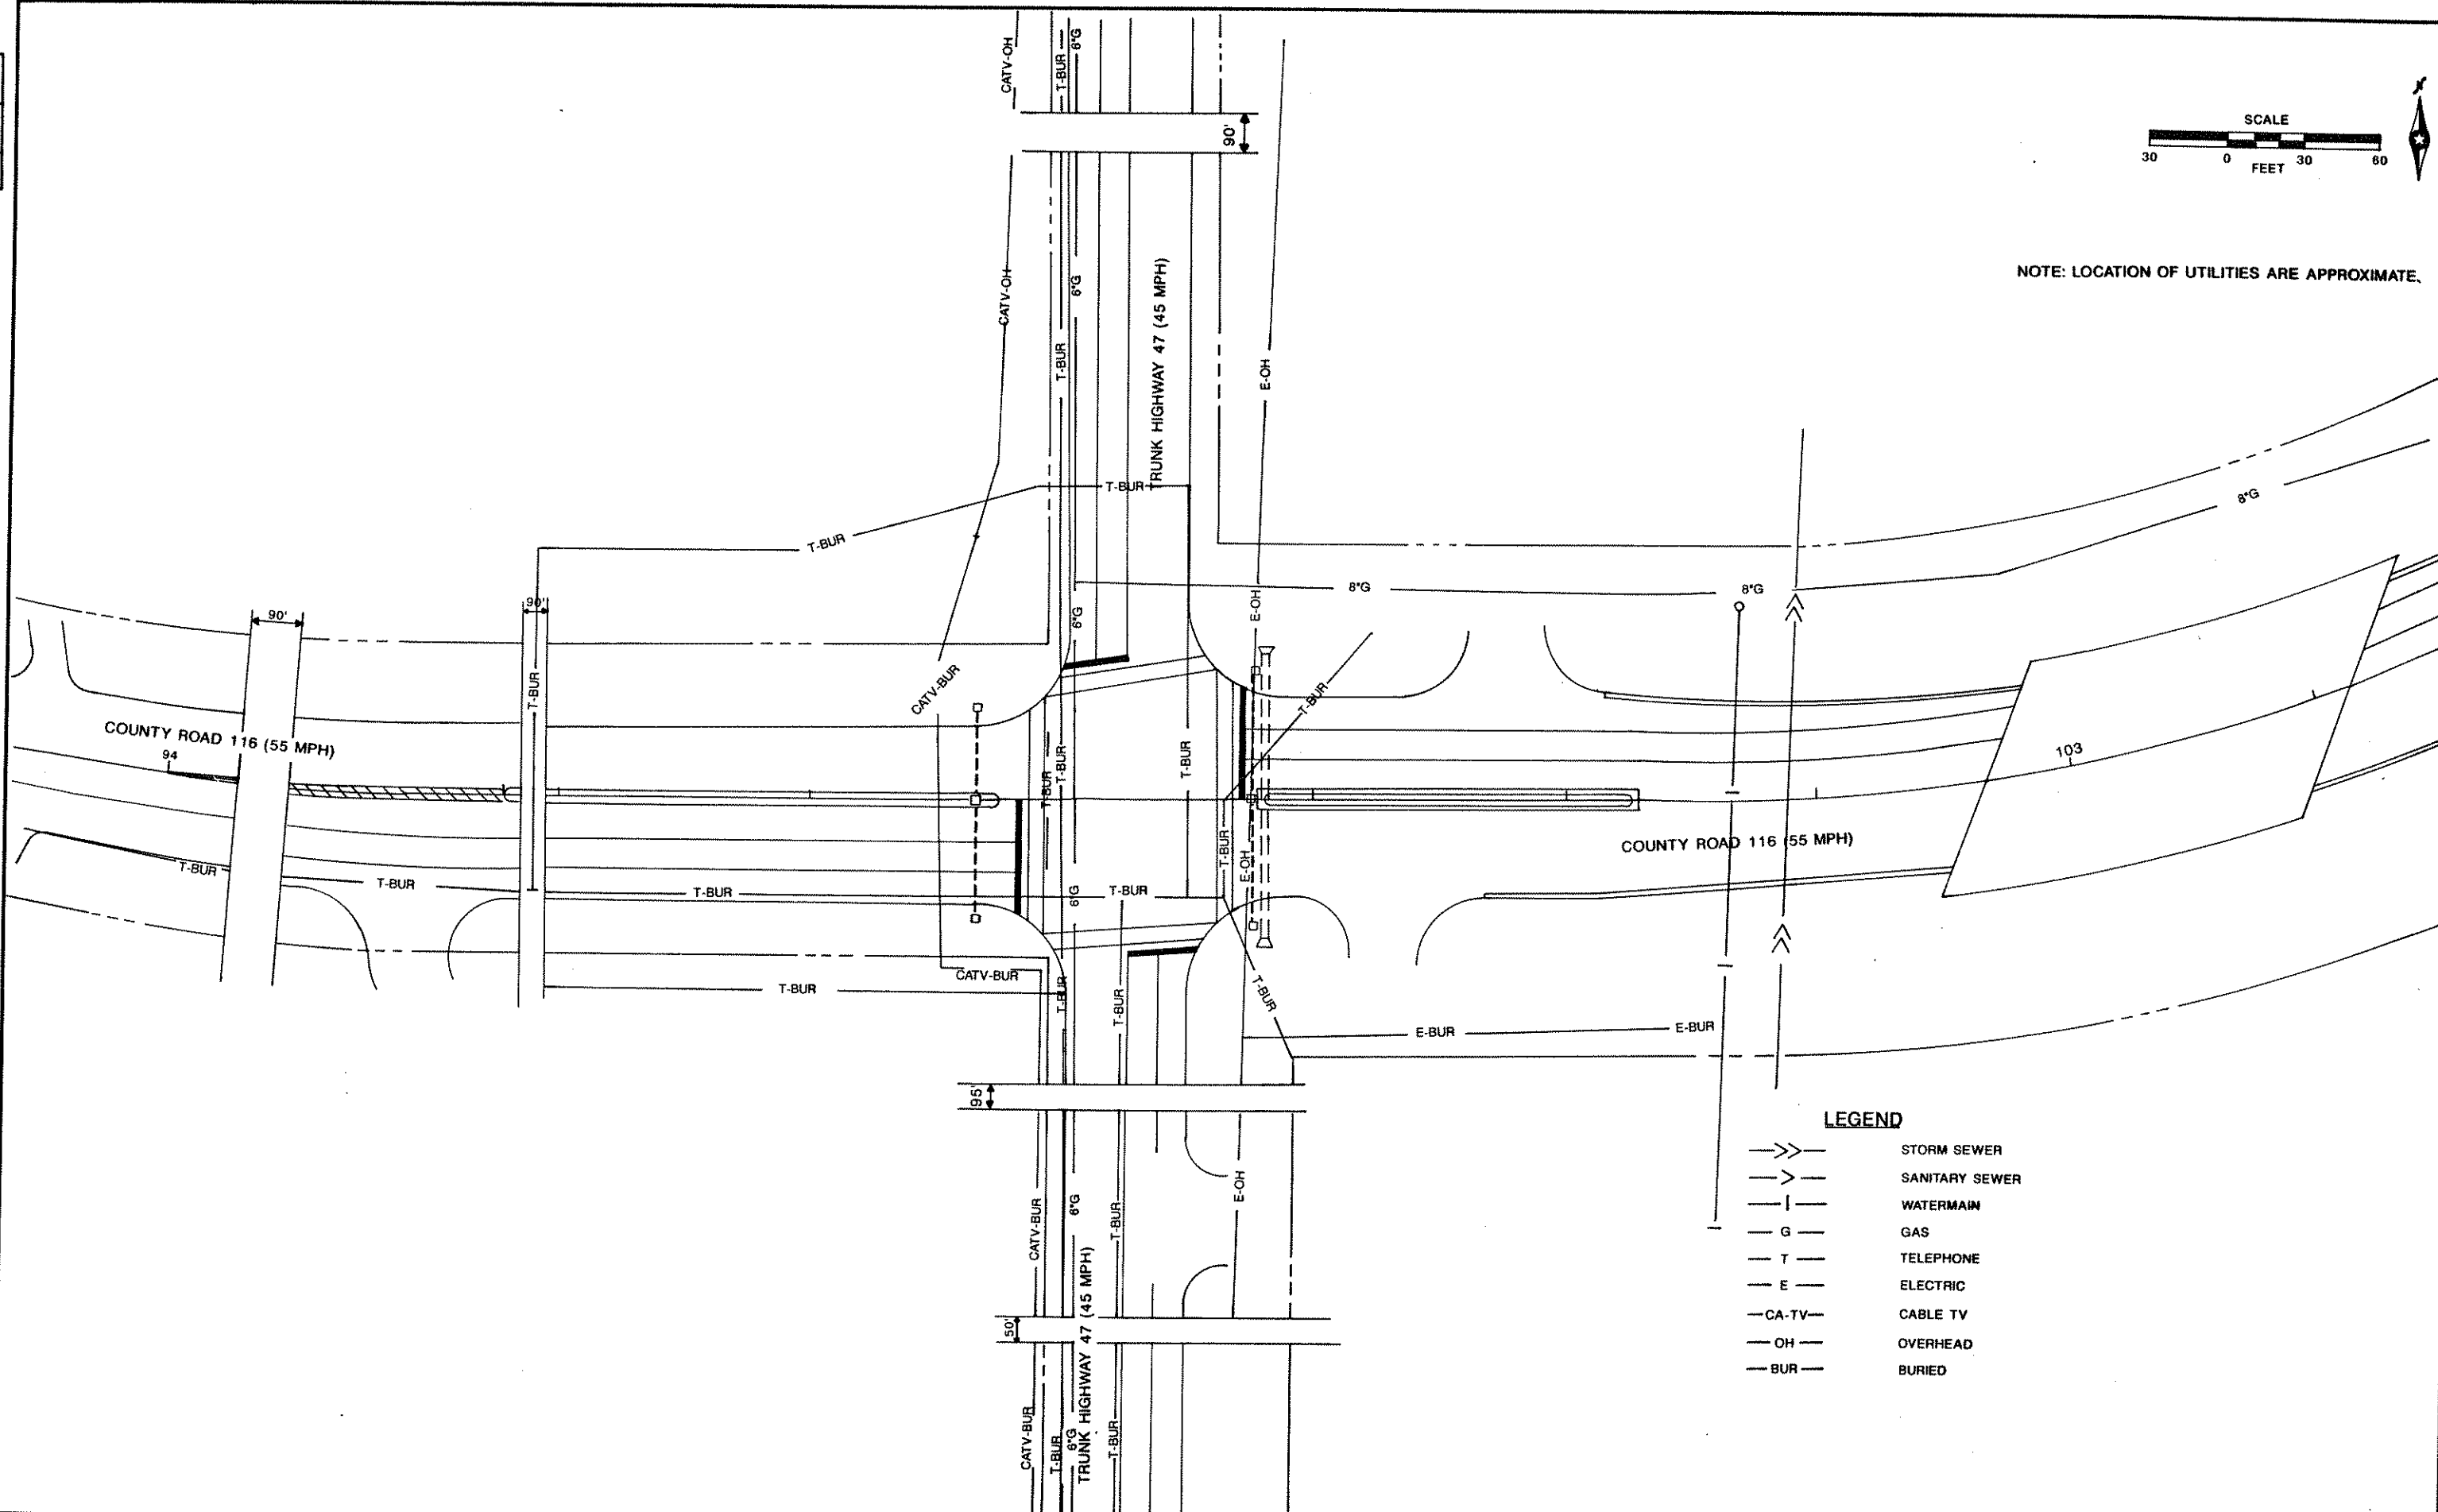 CATV-OH
T-BUR
6"G
90'
SCALE
30 0 30 60
FEET
NOTE: LOCATION OF UTILITIES ARE APPROXIMATE.
CATV-OH
6"G
TRUNK HIGHWAY 47 (45 MPH)
T-BUR
E-OH
T-BUR
T-BUR
8"G
8"G
8"G
E-OH
6"G
90'
90'
T-BUR
CATV-BUR
T-BUR
COUNTY ROAD 116 (55 MPH)
94
T-BUR
T-BUR
T-BUR
103
COUNTY ROAD 116 (55 MPH)
T-BUR
E-OH
T-BUR
T-BUR
T-BUR
6"G
T-BUR
CATV-BUR
T-BUR
T-BUR
T-BUR
T-BUR
E-BUR
E-BUR
95'
CATV-BUR
6"G
T-BUR
E-OH
TRUNK HIGHWAY 47 (45 MPH)
50'
CATV-BUR
T-BUR
6"G
T-BUR
LEGEND
STORM SEWER
SANITARY SEWER
WATERMAIN
G GAS
T TELEPHONE
E ELECTRIC
CA-TV CABLE TV
OH OVERHEAD
BUR BURIED